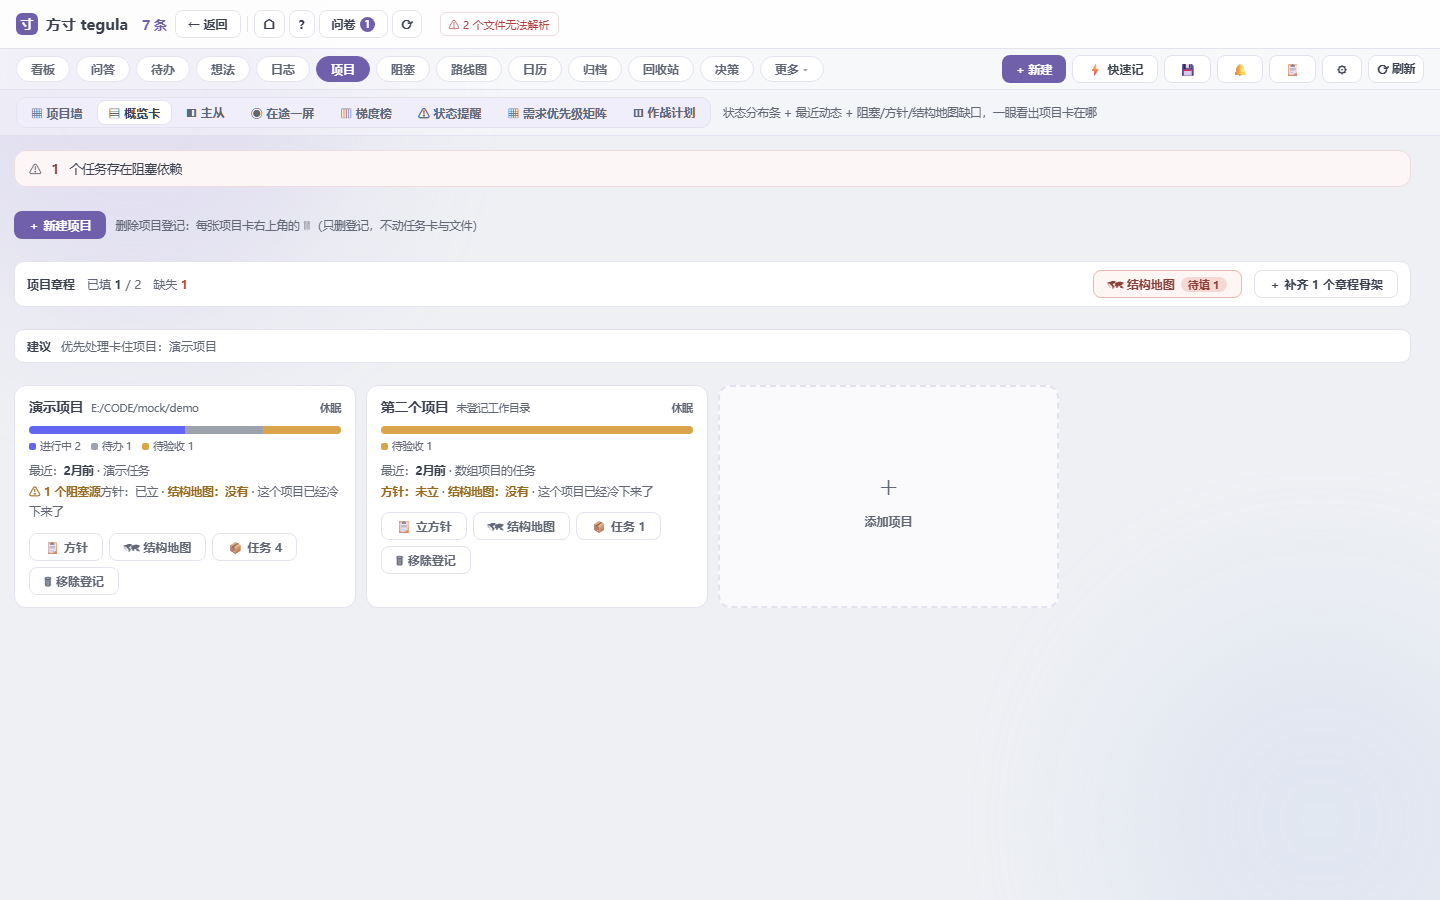 寸 方寸 tegula 7 条 ← 返回 ? 问卷 1 ⚠ 2 个文件无法解析
看板 问答 待办 想法 日志 项目 阻塞 路线图 日历 归档 回收站 决策 更多 + 新建 快速记 刷新
项目墙 概览卡 主从 在途一屏 梯度榜 状态提醒 需求优先级矩阵 作战计划 状态分布条 + 最近动态 + 阻塞/方针/结构地图缺口，一眼看出项目卡在哪
⚠ 1 个任务存在阻塞依赖
+ 新建项目 删除项目登记：每张项目卡右上角的 🗑（只删登记，不动任务卡与文件）
项目章程 已填 1 / 2 缺失 1 结构地图 待填 1 + 补齐 1 个章程骨架
建议 优先处理卡住项目：演示项目
演示项目 E:/CODE/mock/demo 休眠
进行中 2 待办 1 待验收 1
最近：2月前 · 演示任务
⚠ 1 个阻塞源方针：已立 · 结构地图：没有 · 这个项目已经冷
下来了
方针 结构地图 任务 4
移除登记
第二个项目 未登记工作目录 休眠
待验收 1
最近：2月前 · 数组项目的任务
方针：未立 · 结构地图：没有 · 这个项目已经冷下来了
立方针 结构地图 任务 1
移除登记
+
添加项目